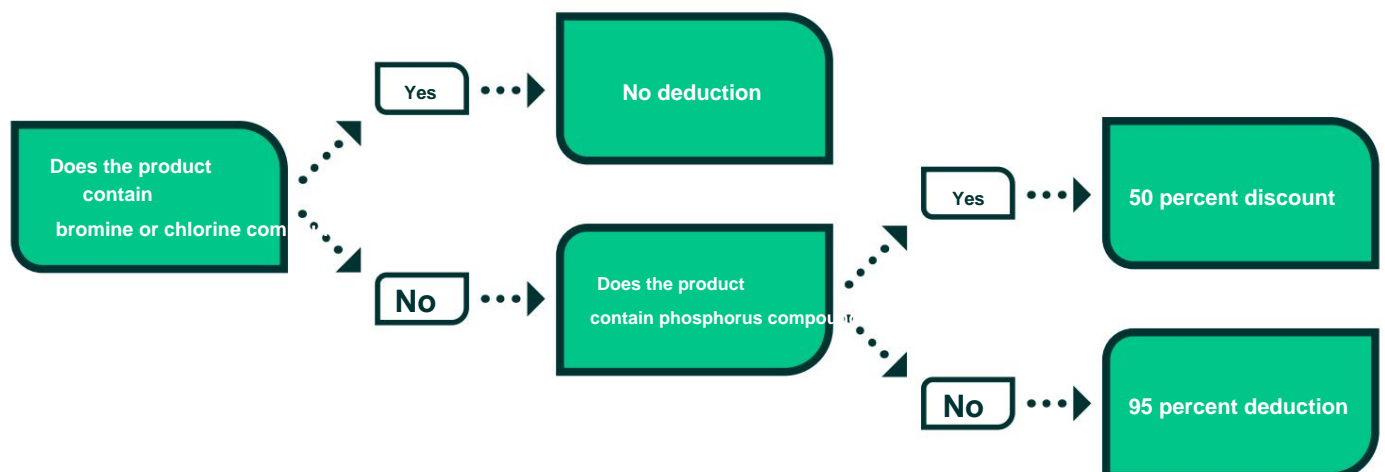 Does the product
contain
bromine or chlorine com
Yes
No deduction
No
Does the product
contain phosphorus
Yes
50 percent discount
No
95 percent deduction